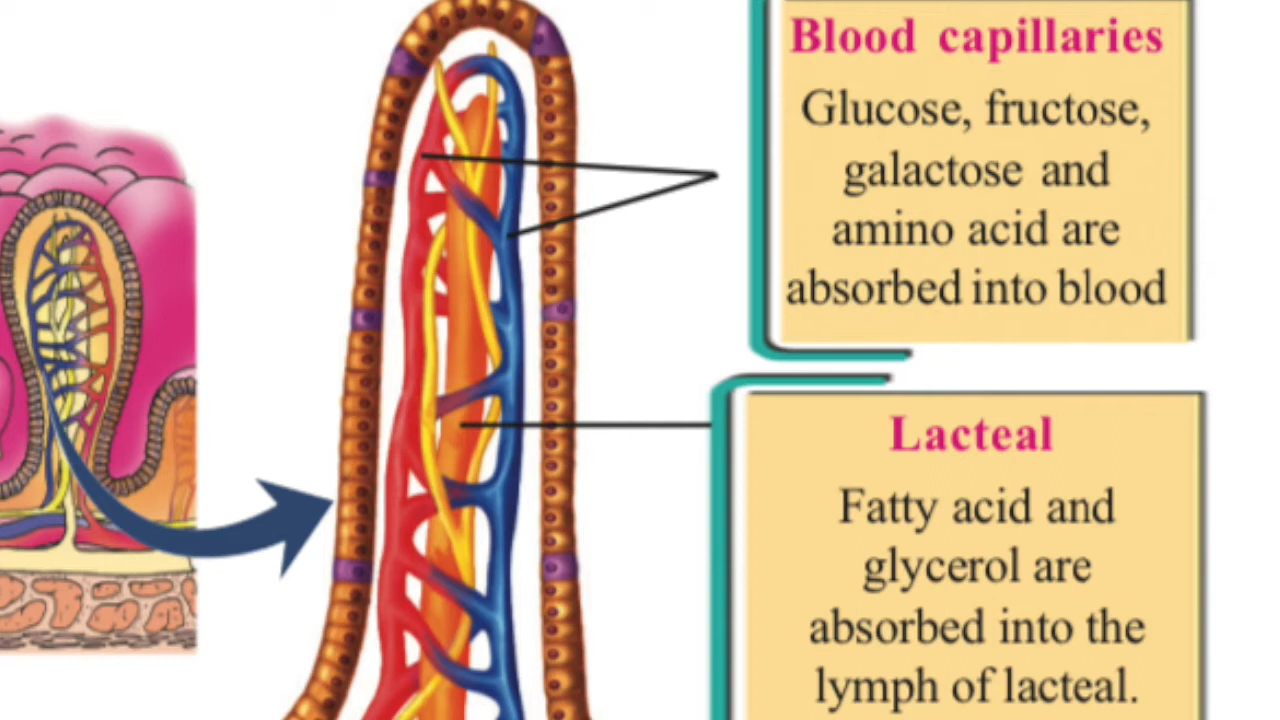 Blood capillaries
Glucose, fructose,
galactose and
amino acid are
absorbed into blood
Lacteal
Fatty acid and
glycerol are
absorbed into the
lymph of lacteal.